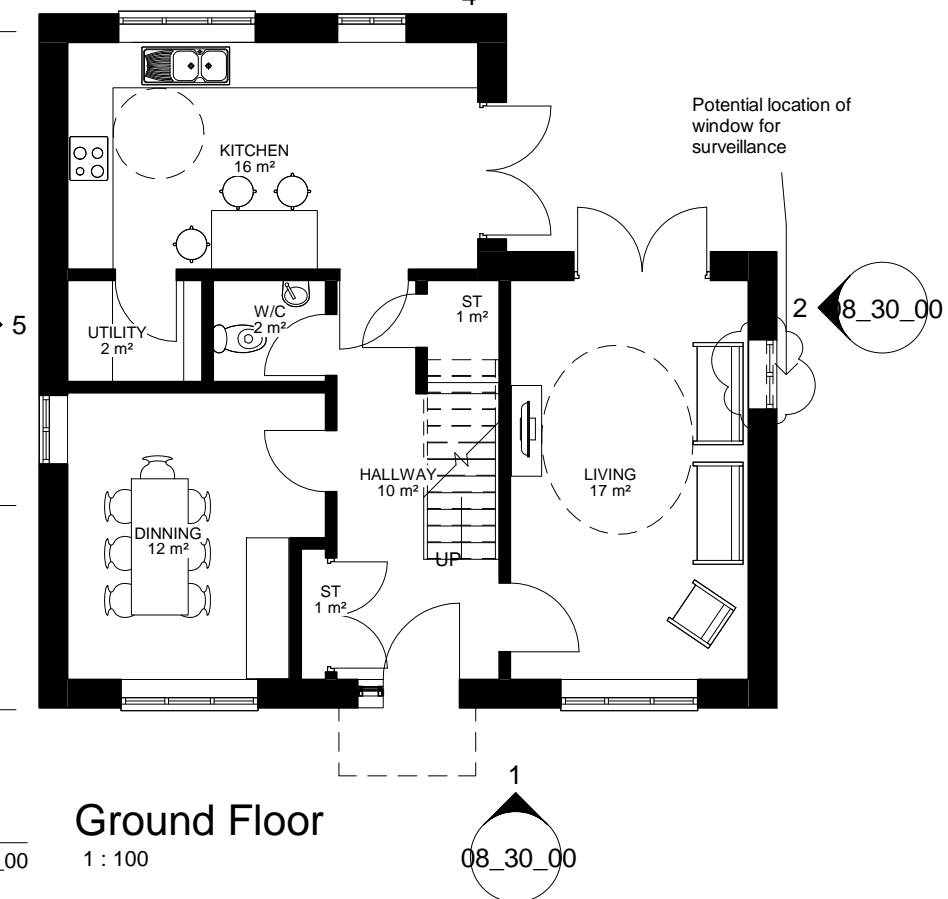 4
Potential location of
window for
surveillance
KITCHEN
16 m²
ST
1 m²
W/C
2 m²
UTILITY
2 m²
5
2
08_30_00
HALLWAY
10 m²
LIVING
17 m²
DINNING
12 m²
UP
ST
1 m²
1
08_30_00
Ground Floor
1 : 100
_00